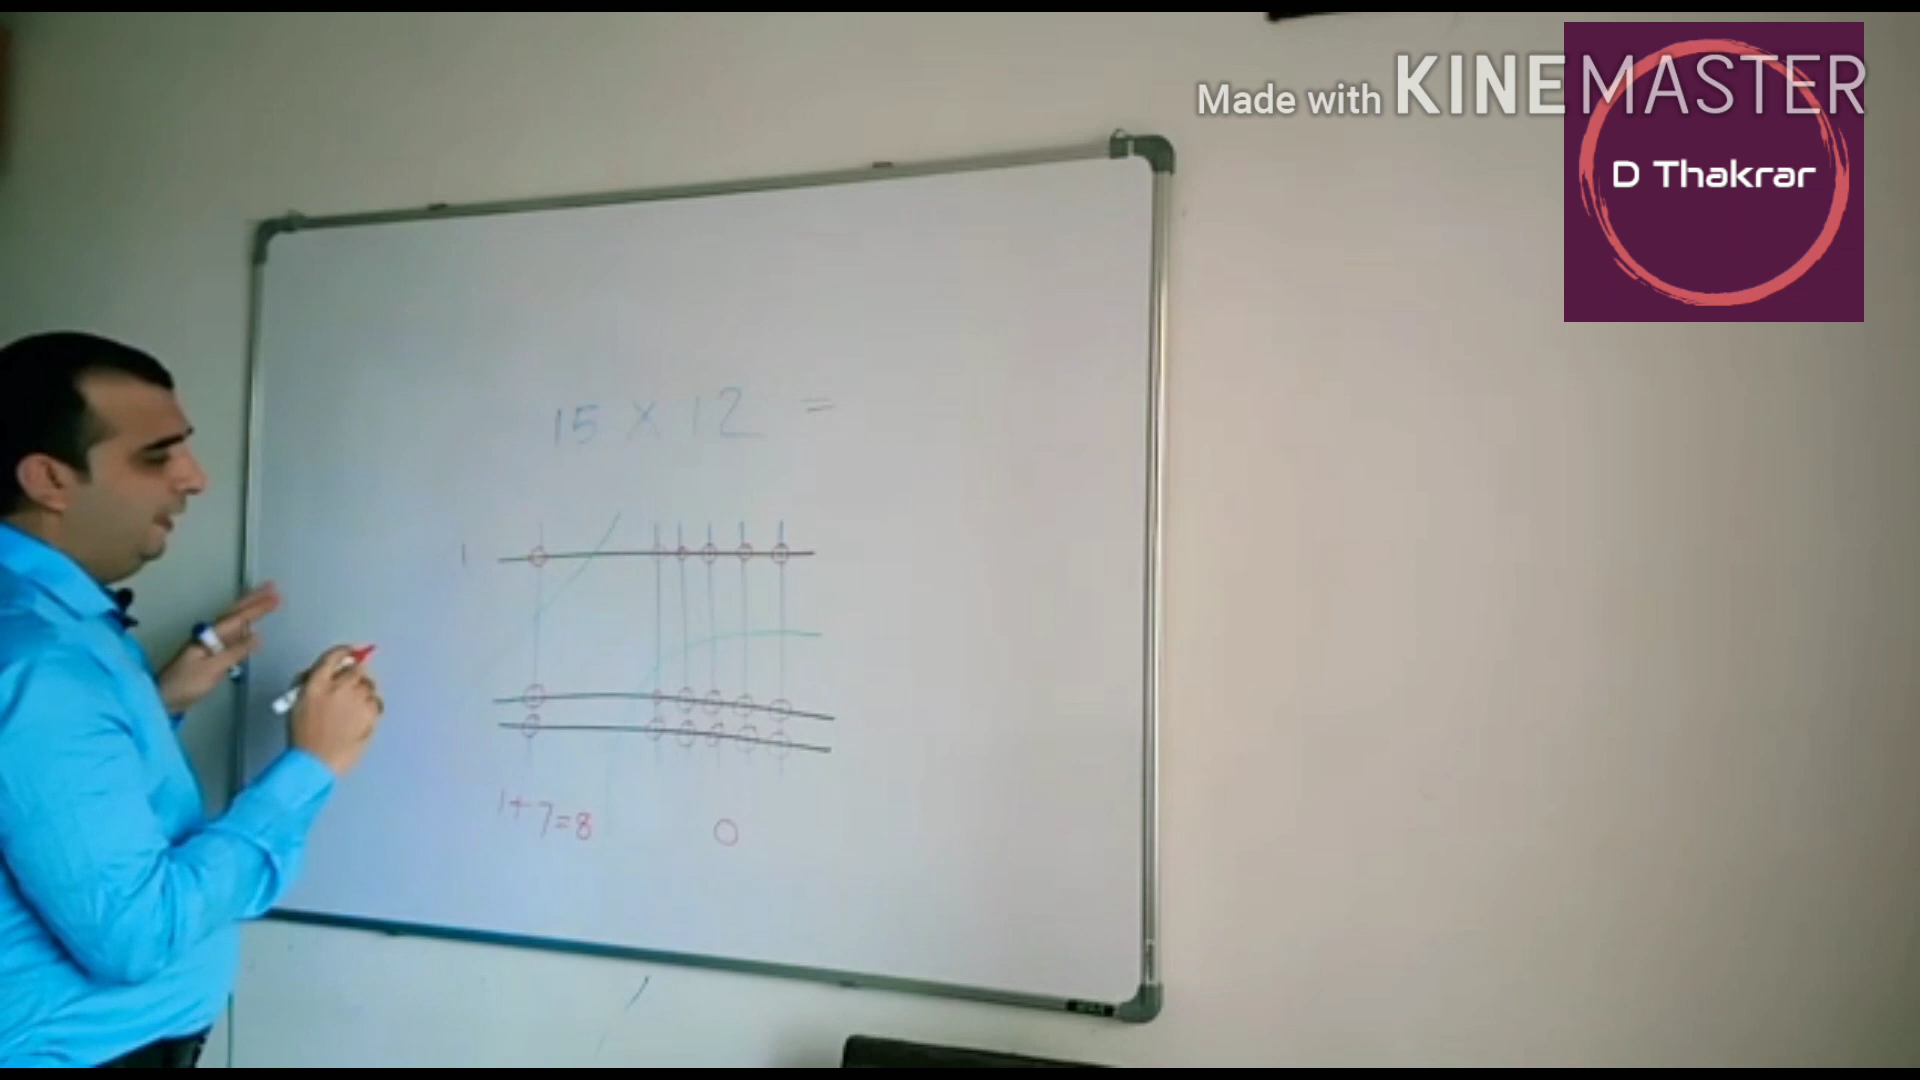 Made with KINEMASTER
D Thakrar
15 x 12 =
1
1+7=8 0